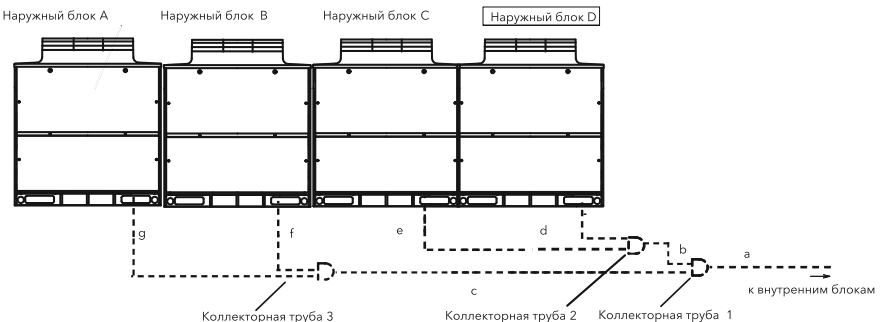 Наружный блок A
Наружный блок B
Наружный блок C
Наружный блок D
g
f
e
d
b
a
c
к внутренним блокам
Коллекторная труба 3
Коллекторная труба 2
Коллекторная труба 1